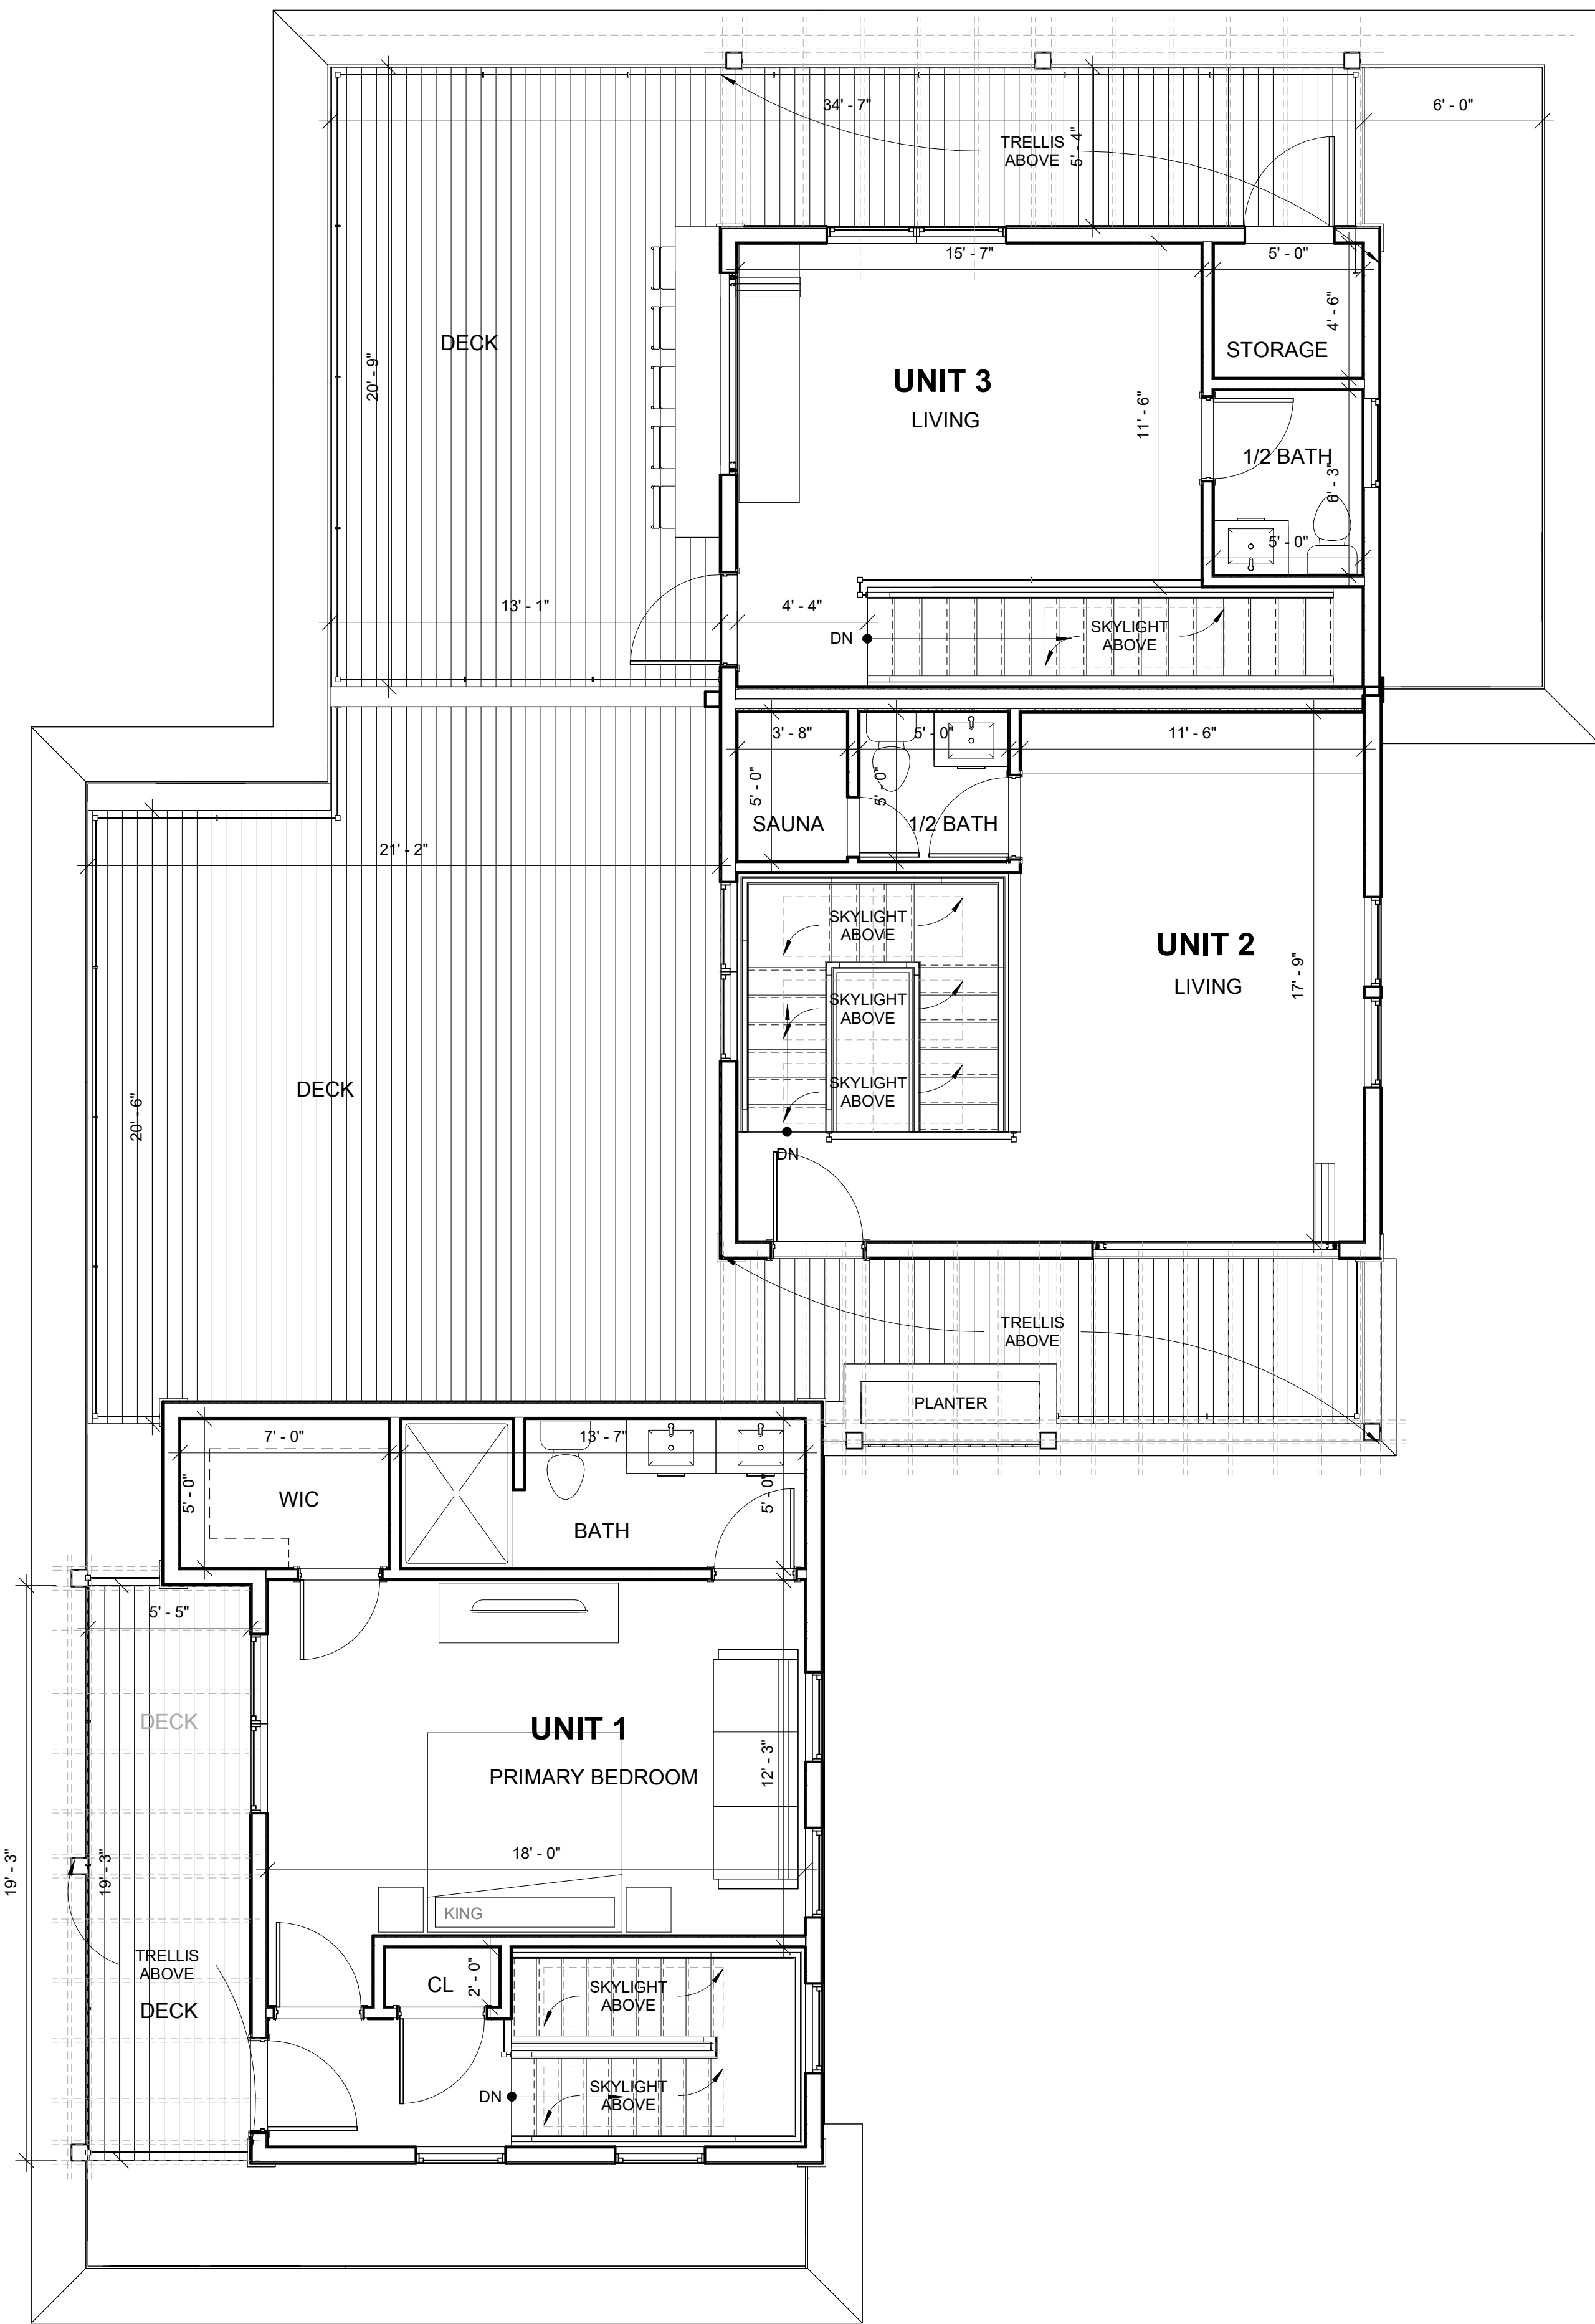 34' - 7"
6' - 0"
TRELLIS
ABOVE
5' - 4"
15' - 7"
5' - 0"
4' - 6"
DECK
STORAGE
20' - 9"
UNIT 3
LIVING
11' - 6"
1/2 BATH
6' - 3"
5' - 0"
13' - 1"
4' - 4"
DN
SKYLIGHT
ABOVE
3' - 8"
5' - 0"
11' - 6"
5' - 0"
5' - 0"
SAUNA
1/2 BATH
21' - 2"
SKYLIGHT
ABOVE
UNIT 2
LIVING
17' - 9"
SKYLIGHT
ABOVE
SKYLIGHT
ABOVE
DECK
20' - 6"
DN
TRELLIS
ABOVE
PLANTER
7' - 0"
13' - 7"
5' - 0"
WIC
BATH
5' - 0"
5' - 5"
DECK
UNIT 1
PRIMARY BEDROOM
12' - 3"
18' - 0"
19' - 3"
19' - 3"
KING
TRELLIS
ABOVE
DECK
CL
2' - 0"
SKYLIGHT
ABOVE
DN
SKYLIGHT
ABOVE